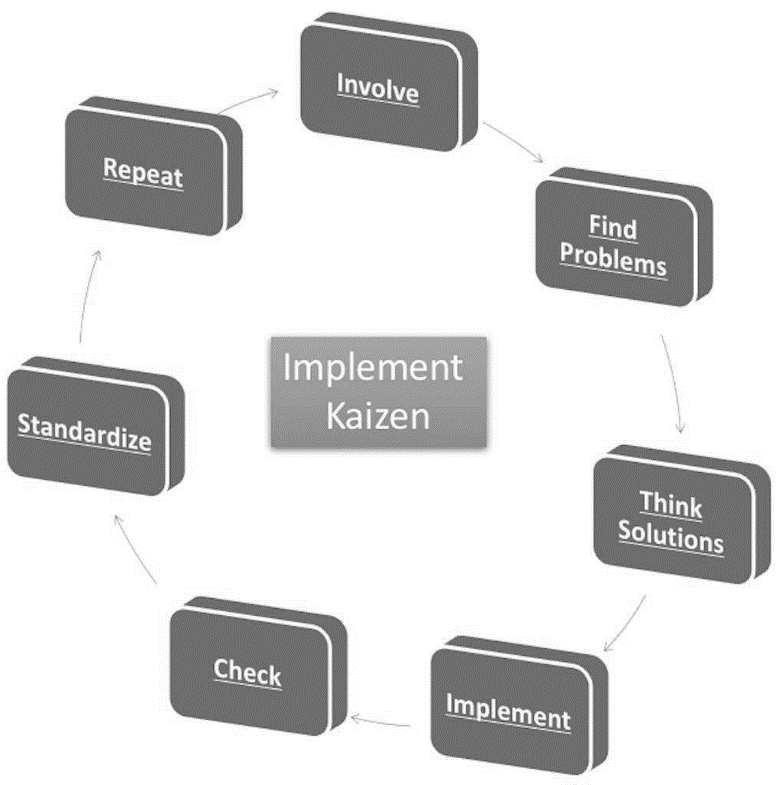 Involve
Find
Problems
Think
Solutions
Implement
Check
Standardize
Repeat
Implement
Kaizen